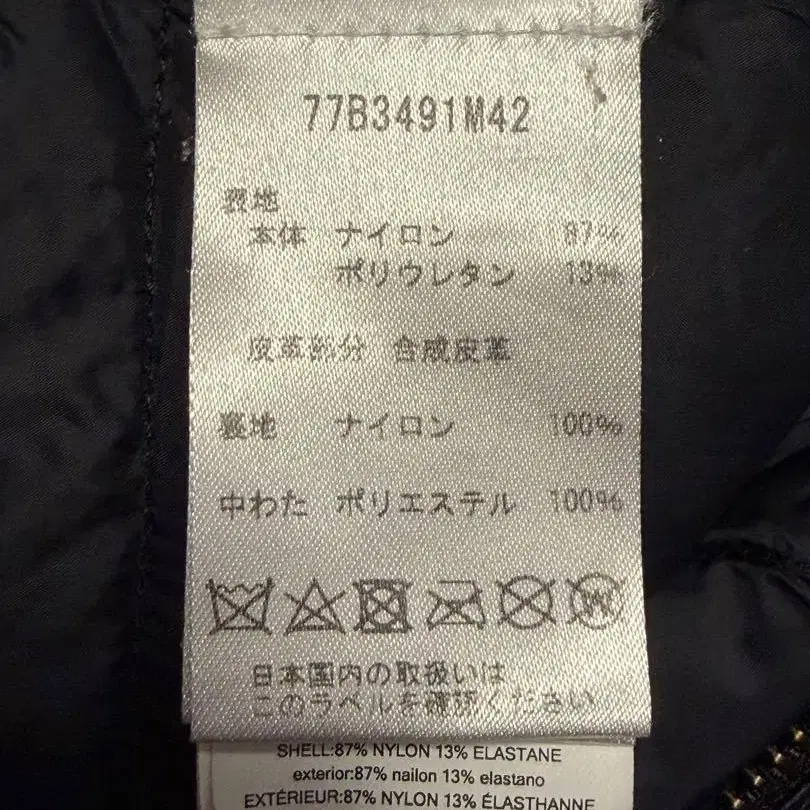 77B3491M42
表地
本体 ナイロン 87%
ポリウレタン 13%
皮革部分 合成皮革
裏地 ナイロン 100%
中わた ポリエステル 100%
W
日本国内の取扱いは
このラベルを確認ください
SHELL:87% NYLON 13% ELASTANE
exterior:87% nailon 13% elastano
EXTÉRIEUR:87% NYLON 13% ÉLASTHANNE